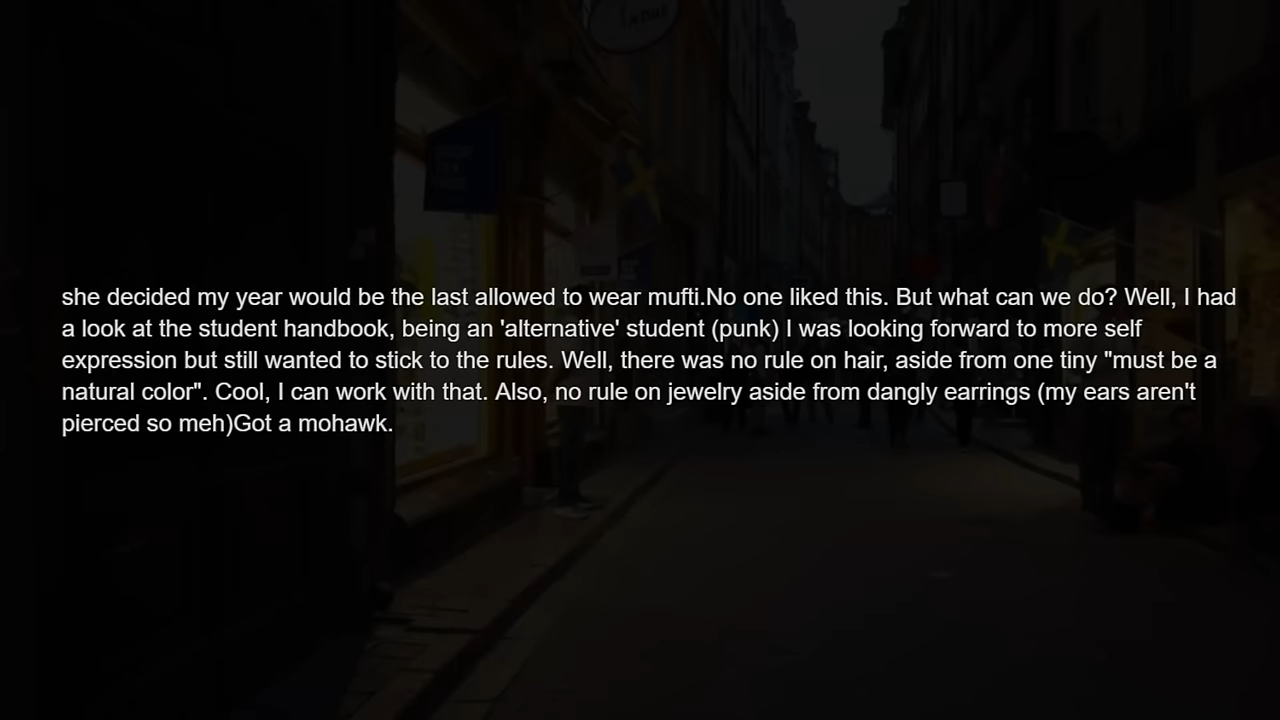 she decided my year would be the last allowed to wear mufti.No one liked this. But what can we do? Well, I had
a look at the student handbook, being an 'alternative' student (punk) I was looking forward to more self
expression but still wanted to stick to the rules. Well, there was no rule on hair, aside from one tiny "must be a
natural color". Cool, I can work with that. Also, no rule on jewelry aside from dangly earrings (my ears aren't
pierced so meh)Got a mohawk.